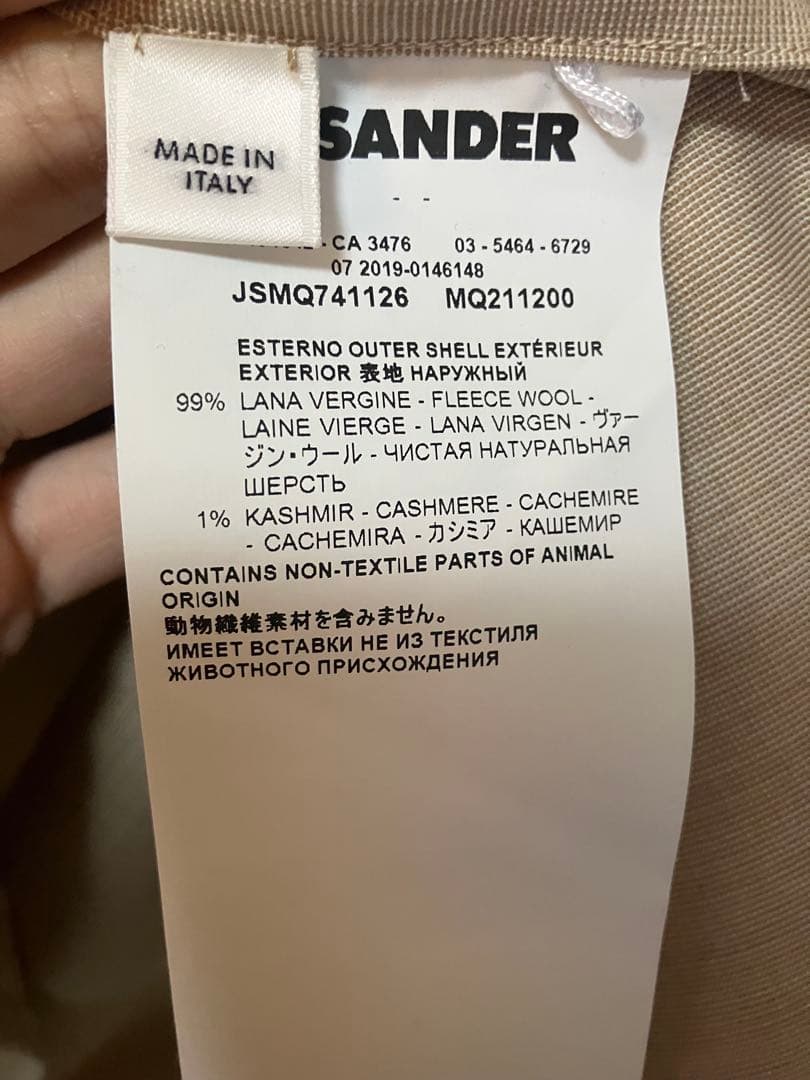 MADE IN
ITALY
SANDER
- -
- CA 3476 03 - 5464 - 6729
07 2019-0146148
JSMQ741126 MQ211200
ESTERNO OUTER SHELL EXTÉRIEUR
EXTERIOR 表地 НАРУЖНЫЙ
99% LANA VERGINE - FLEECE WOOL -
LAINE VIERGE - LANA VIRGEN - ヴァー
ジン・ウール - ЧИСТАЯ НАТУРАЛЬНАЯ
ШЕРСТЬ
1% KASHMIR - CASHMERE - CACHEMIRE
- CACHEMIRA - カシミア - КАШЕМИР
CONTAINS NON-TEXTILE PARTS OF ANIMAL
ORIGIN
動物繊維素材を含みません。
ИМЕЕТ ВСТАВКИ НЕ ИЗ ТЕКСТИЛЯ
ЖИВОТНОГО ПРИСХОЖДЕНИЯ